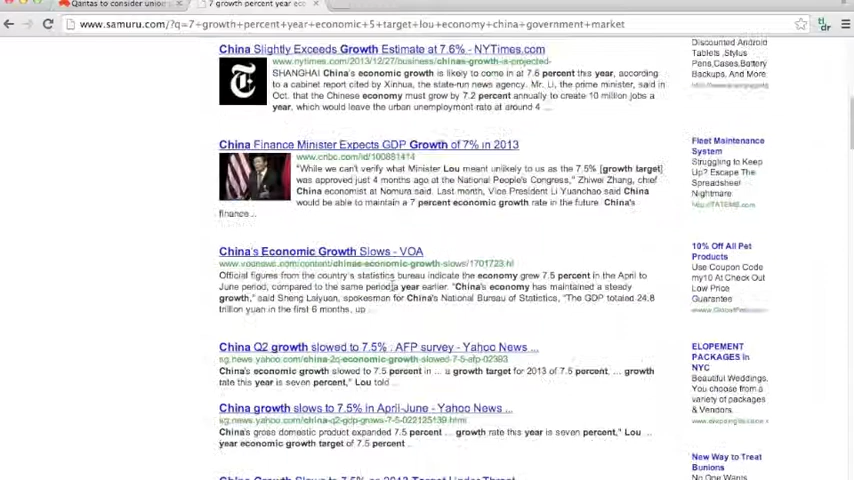 Qantas to consider union
7 growth percent year eco
www.samuru.com/?q=7+growth+percent+year+economic+5+target+lou+economy+china+government+market
China Slightly Exceeds Growth Estimate at 7.6% - NYTimes.com
www.nytimes.com/2013/12/27/business/chinas-growth-is-projected-
SHANGHAI China's economic growth is likely to come in at 7.6 percent this year, according
to a cabinet report cited by Xinhua, the state-run news agency. Mr. Li, the prime minister, said in
Oct. that the Chinese economy must grow by 7.2 percent annually to create 10 million jobs a
year, which would leave the urban unemployment rate at around 4 ...
China Finance Minister Expects GDP Growth of 7% in 2013
www.cnbc.com/id/100881414
"While we can't verify what Minister Lou meant unlikely to us as the 7.5% [growth target]
was approved just 4 months ago at the National People's Congress," Zhiwei Zhang, chief
China economist at Nomura said. Last month, Vice President Li Yuanchao said China
would be able to maintain a 7 percent economic growth rate in the future. China's
finance ...
China's Economic Growth Slows - VOA
www.voanews.com/content/chinas-economic-growth-slows/1701723.ht
Official figures from the country's statistics bureau indicate the economy grew 7.5 percent in the April to
June period, compared to the same period a year earlier. "China's economy has maintained a steady
growth," said Sheng Laiyuan, spokesman for China's National Bureau of Statistics, "The GDP totaled 24.8
trillion yuan in the first 6 months, up ...
China Q2 growth slowed to 7.5% : AFP survey - Yahoo News ...
sg.news.yahoo.com/china-2q-economic-growth-slowed-7-5-afp-02393
China's economic growth slowed to 7.5 percent in ... a growth target for 2013 of 7.5 percent, ... growth
rate this year is seven percent," Lou told ...
China growth slows to 7.5% in April-June - Yahoo News ...
sg.news.yahoo.com/china-q2-gdp-grows-7-5-022125139.html
China's gross domestic product expanded 7.5 percent ... growth rate this year is seven percent," Lou ...
year economic growth target of 7.5 percent ...
China Growth Slows to 7.5% as 2013 Target Under Threat
Discounted Android
Tablets ,Stylus
Pens,Cases,Battery
Backups, And More...
Fleet Maintenance
System
Struggling to Keep
Up? Escape The
Spreadsheet
Nightmare
10% Off All Pet
Products
Use Coupon Code
my10 At Check Out
Low Price
Guarantee
ELOPEMENT
PACKAGES in
NYC
Beautiful Weddings.
You choose from a
variety of packages
& Vendors.
New Way to Treat
Bunions
No One Wants